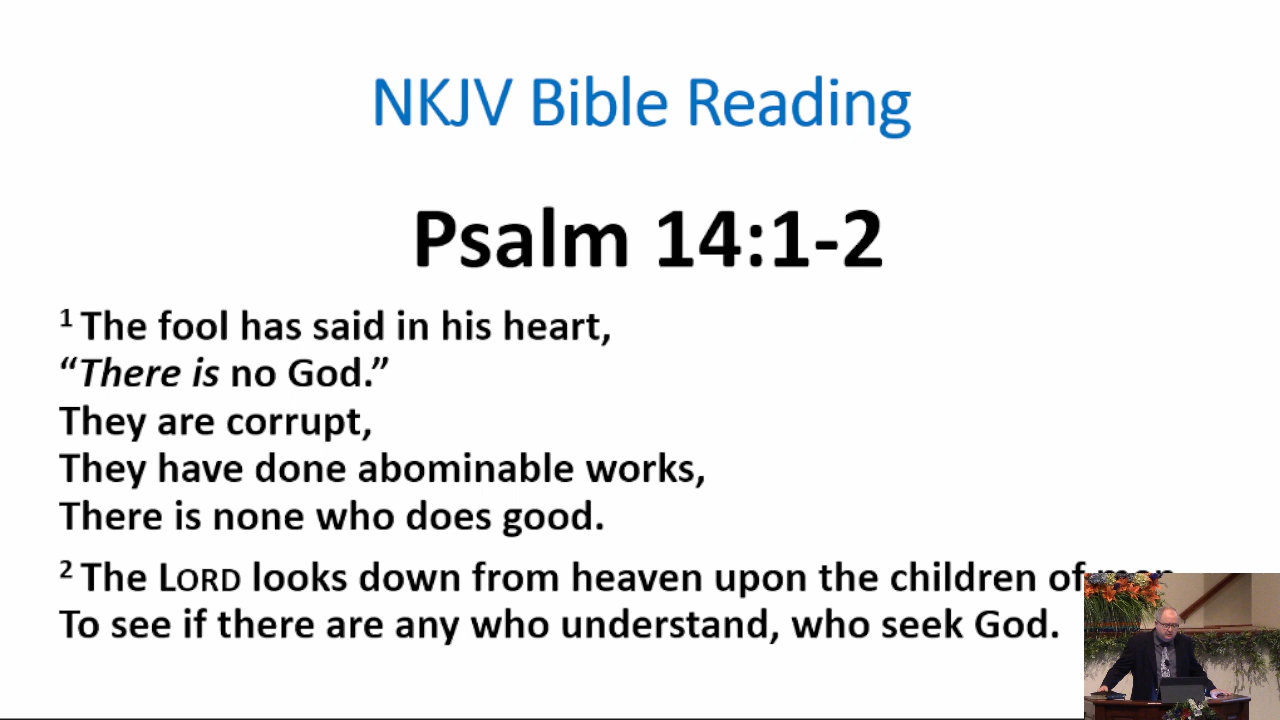 NKJV Bible Reading
Psalm 14:1-2
1 The fool has said in his heart,
“There is no God.”
They are corrupt,
They have done abominable works,
There is none who does good.
2 The LORD looks down from heaven upon the children of
To see if there are any who understand, who seek God.